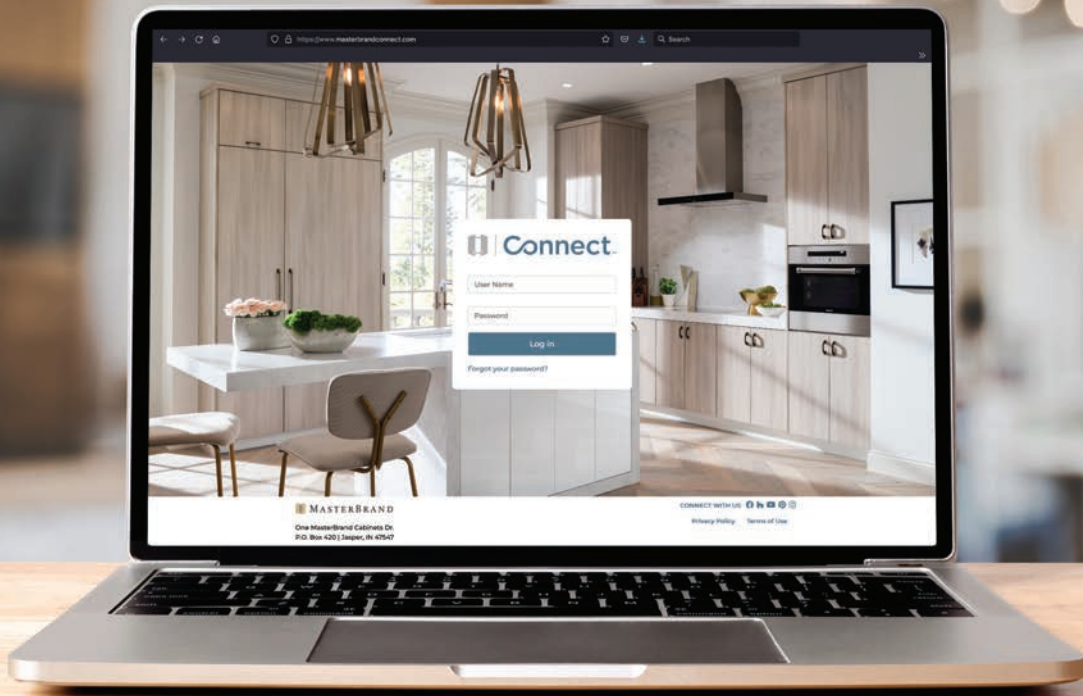 https://www.masterbrandconnect.com
Search
Connect
User Name
Password
Log in
Forgot your password?
MASTERBRAND
One MasterBrand Cabinets Dr.
P.O. Box 420 | Jasper, IN 47547
CONNECT WITH US
Privacy Policy Terms of Use